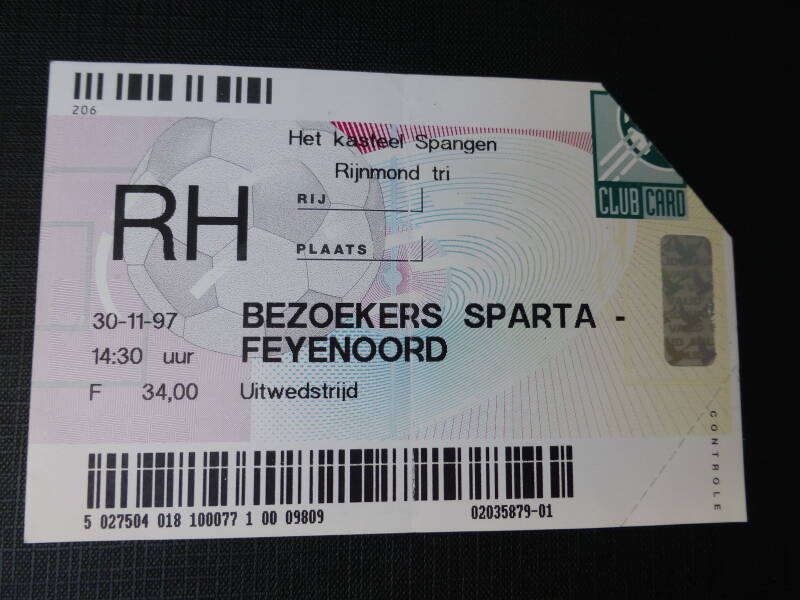 206
Het kasteel Spangen
Rijnmond tri
CLUB CARD
RH
RIJ
PLAATS
30-11-97
BEZOEKERS SPARTA -
14:30 uur
FEYENOORD
F 34,00
Uitwedstrijd
CONTROLE
5 027504 018 100077 1 00 09809
02035879-01